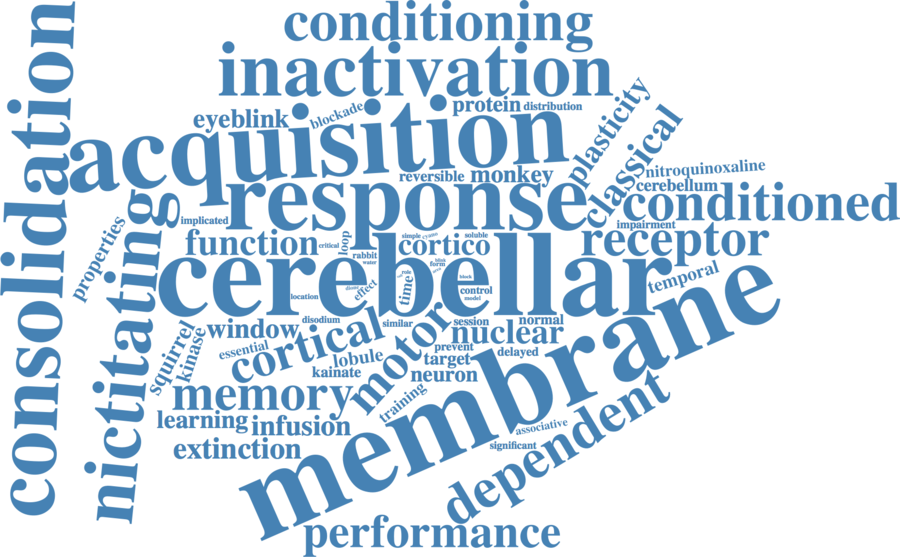 conditioning
inactivation
consolidation
acquisition
eyeblink
blockade
protein
distribution
plasticity
classical
reversible
monkey
nitroquinoxaline
cerebellum
response
conditioned
nictitating
implicated
impairment
properties
function
critical
loop
simple
soluble
cortico
receptor
rabbit
water
form
role
time
block
cerebellar
temporal
effect
control
model
location
membrane
squirrel
kinase
window
disodium
similar
session
normal
nuclear
motor
essential
cortical
lobule
kainate
prevent
delayed
target
neuron
memory
training
learning
infusion
associative
extinction
significant
dependent
performance